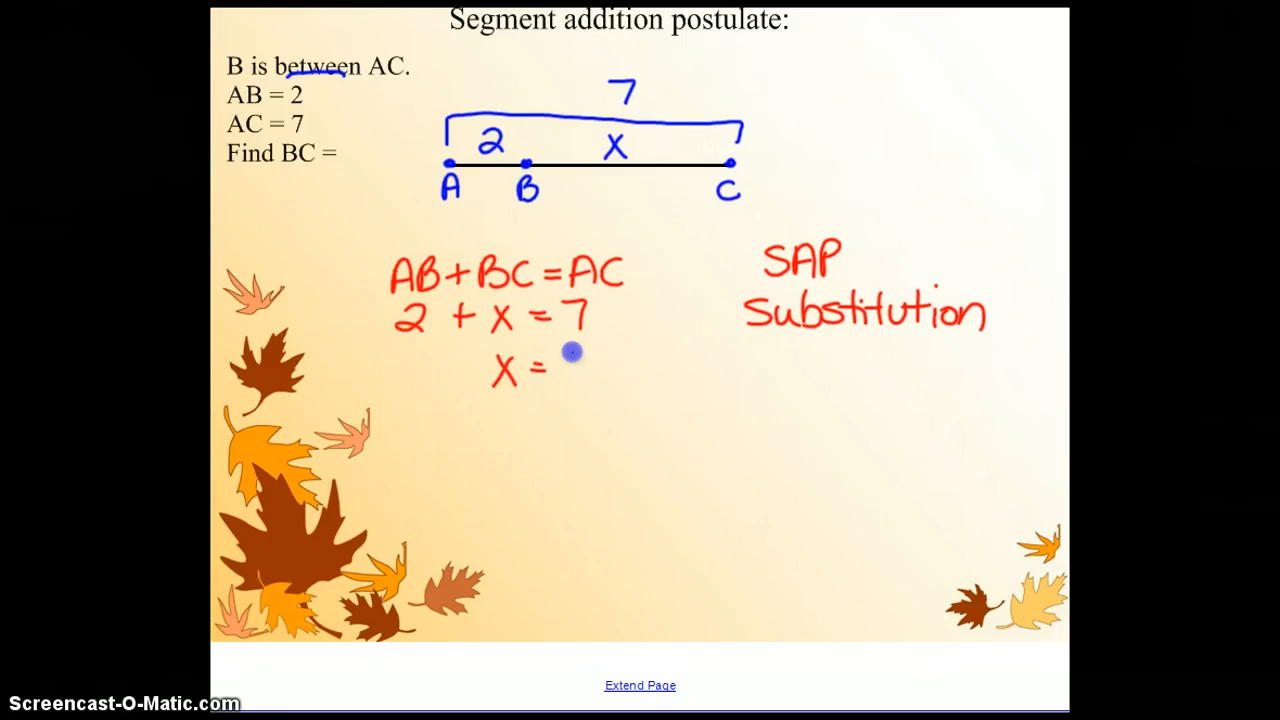 Segment addition postulate:
B is between AC.
AB = 2
AC = 7
Find BC =
7
2 x
A B C
AB+BC=AC SAP
2 + x = 7 Substitution
x =
Extend Page
Screencast-O-Matic.com